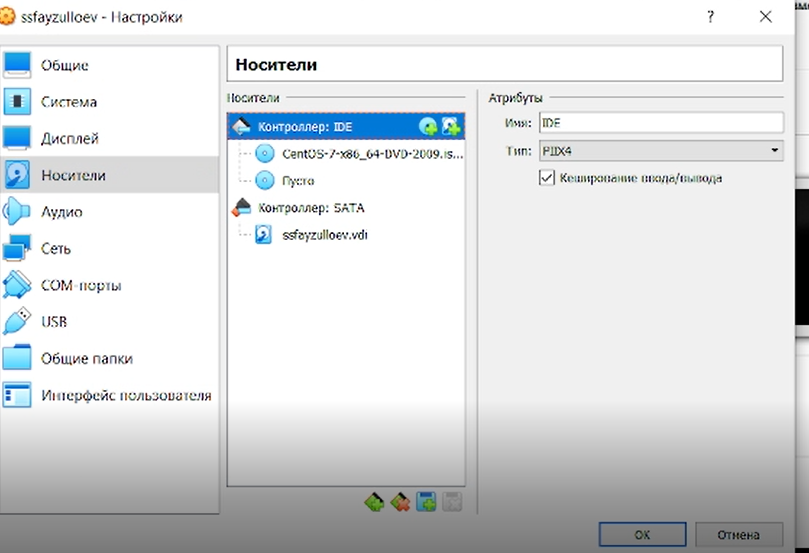 ssfayzulloev - Настройки
?
Общие
Система
Дисплей
Носители
Аудио
Сеть
COM-порты
USB
Общие папки
Интерфейс пользователя
Носители
Носители
Контроллер: IDE
CentOS-7-x86_64-DVD-2009.is...
Пусто
Контроллер: SATA
ssfayzulloev.vdi
Атрибуты
Имя: IDE
Тип: PIIX4
Кеширование ввода/вывода
OK
Отмена